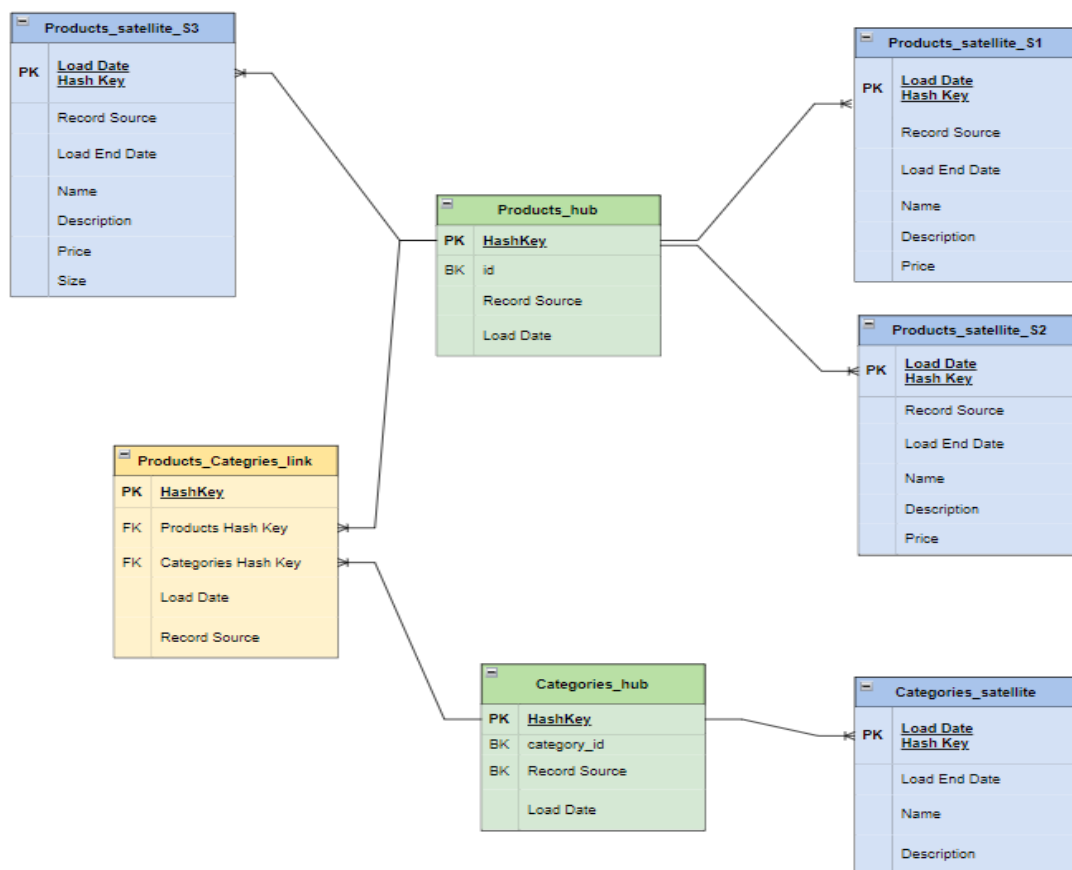 Products_satellite_S3
PK Load Date
Hash Key
Record Source
Load End Date
Name
Description
Price
Size
Products_satellite_S1
PK Load Date
Hash Key
Record Source
Load End Date
Name
Description
Price
Products_hub
PK HashKey
BK id
Record Source
Load Date
Products_satellite_S2
PK Load Date
Hash Key
Record Source
Load End Date
Name
Description
Price
Products_Categries_link
PK HashKey
FK Products Hash Key
FK Categories Hash Key
Load Date
Record Source
Categories_hub
PK HashKey
BK category_id
BK Record Source
Load Date
Categories_satellite
PK Load Date
Hash Key
Load End Date
Name
Description